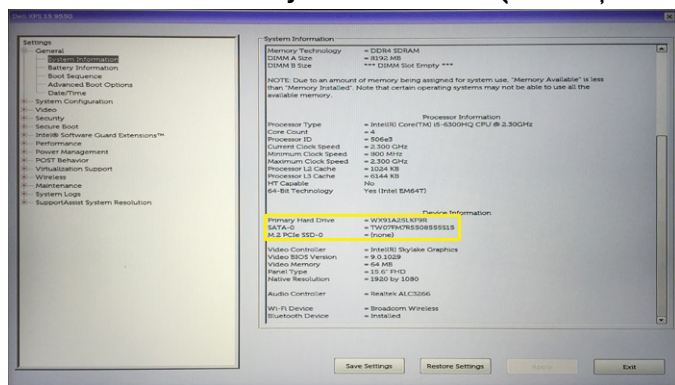 Dell XPS 15 9550
Settings
General
System Information
Battery Information
Boot Sequence
Advanced Boot Options
Date/Time
System Configuration
Video
Security
Secure Boot
Intel® Software Guard Extensions™
Performance
Power Management
POST Behavior
Virtualization Support
Wireless
Maintenance
System Logs
SupportAssist System Resolution
System Information
Memory Technology = DDR4 SDRAM
DIMM A Size = 8192 MB
DIMM B Size *** DIMM Slot Empty ***
NOTE: Due to an amount of memory being assigned for system use, "Memory Available" is less
than "Memory Installed". Note that certain operating systems may not be able to use all the
available memory.
Processor Information
Processor Type = Intel(R) Core(TM) i5-6300HQ CPU @ 2.30GHz
Core Count = 4
Processor ID = 506e3
Current Clock Speed = 2.300 GHz
Minimum Clock Speed = 800 MHz
Maximum Clock Speed = 2.300 GHz
Processor L2 Cache = 1024 KB
Processor L3 Cache = 6144 KB
HT Capable No
64-Bit Technology Yes (Intel EM64T)
Device Information
Primary Hard Drive
SATA-0
M.2 PCIe SSD-0 = (none)
Video Controller = Intel(R) Skylake Graphics
Video BIOS Version = 9.0.1029
Video Memory = 64 MB
Panel Type = 15.6" FHD
Native Resolution = 1920 by 1080
Audio Controller = Realtek ALC3266
Wi-Fi Device = Broadcom Wireless
Bluetooth Device = Installed
Save Settings
Restore Settings
Apply
Exit